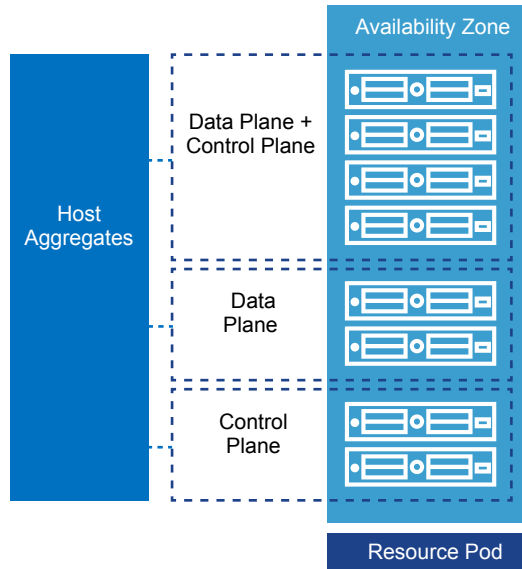 Availability Zone
Data Plane +
Control Plane
Host
Aggregates
Data
Plane
Control
Plane
Resource Pod